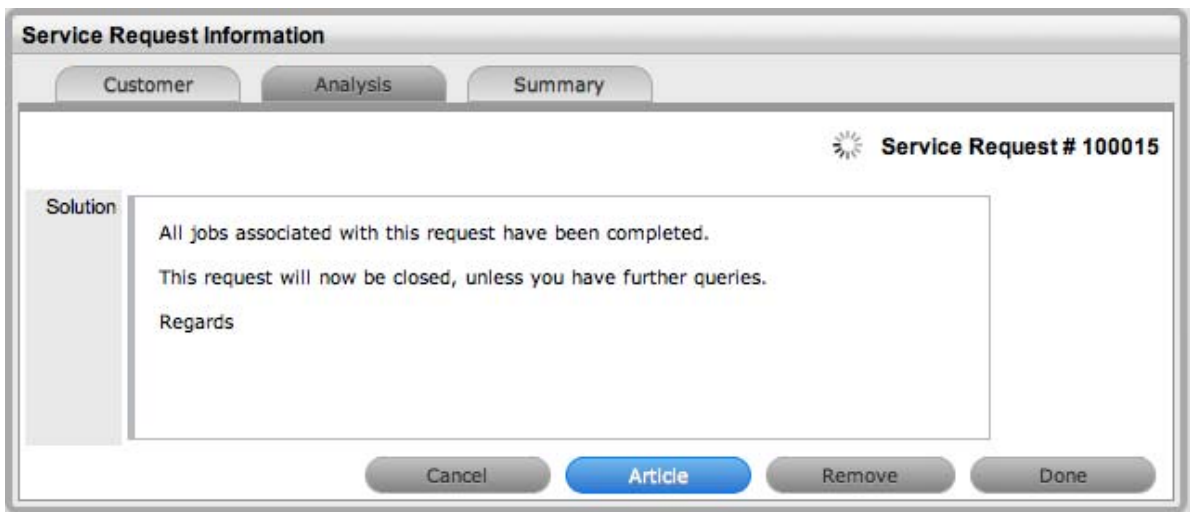 Service Request Information
Customer Analysis Summary
Service Request # 100015
Solution
All jobs associated with this request have been completed.
This request will now be closed, unless you have further queries.
Regards
Cancel Article Remove Done